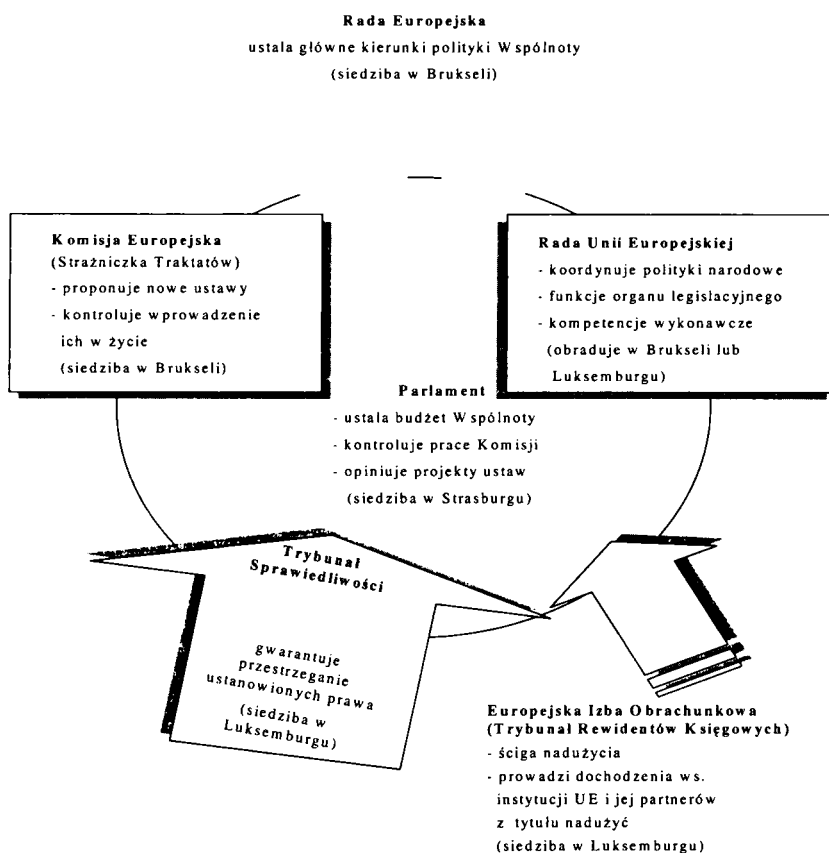 Rada Europejska
ustala główne kierunki polityki Wspólnoty
(siedziba w Brukseli)
Komisja Europejska
(Strażniczka Traktatów)
- proponuje nowe ustawy
- kontroluje wprowadzenie
ich w życie
(siedziba w Brukseli)
Rada Unii Europejskiej
- koordynuje polityki narodowe
- funkcje organu legislacyjnego
- kompetencje wykonawcze
(obraduje w Brukseli lub
Luksemburgu)
Parlament
- ustala budżet Wspólnoty
- kontroluje prace Komisji
- opiniuje projekty ustaw
(siedziba w Strasburgu)
Trybunał
Sprawiedliwości
gwarantuje
przestrzeganie
ustanowionych prawa
(siedziba w
Luksemburgu)
Europejska Izba Obrachunkowa
(Trybunał Rewidentów Księgowych)
- ściga nadużycia
- prowadzi dochodzenia ws.
instytucji UE i jej partnerów
z tytułu nadużyć
(siedziba w Luksemburgu)